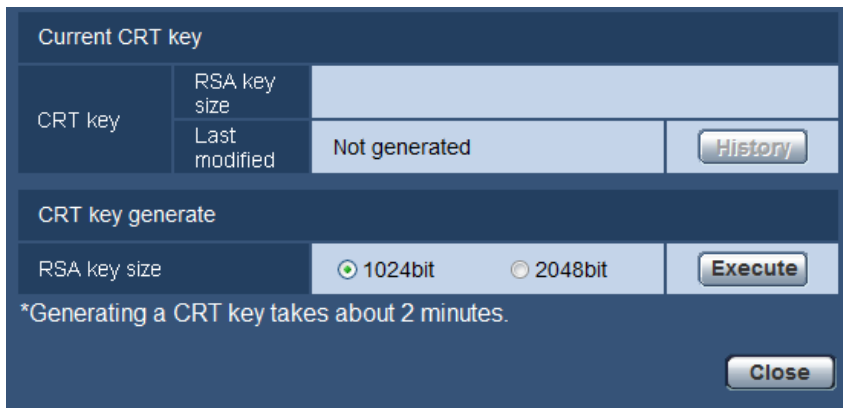 Current CRT key
CRT key
RSA key
size
Last
modified
Not generated
History
CRT key generate
RSA key size
1024bit
2048bit
Execute
*Generating a CRT key takes about 2 minutes.
Close